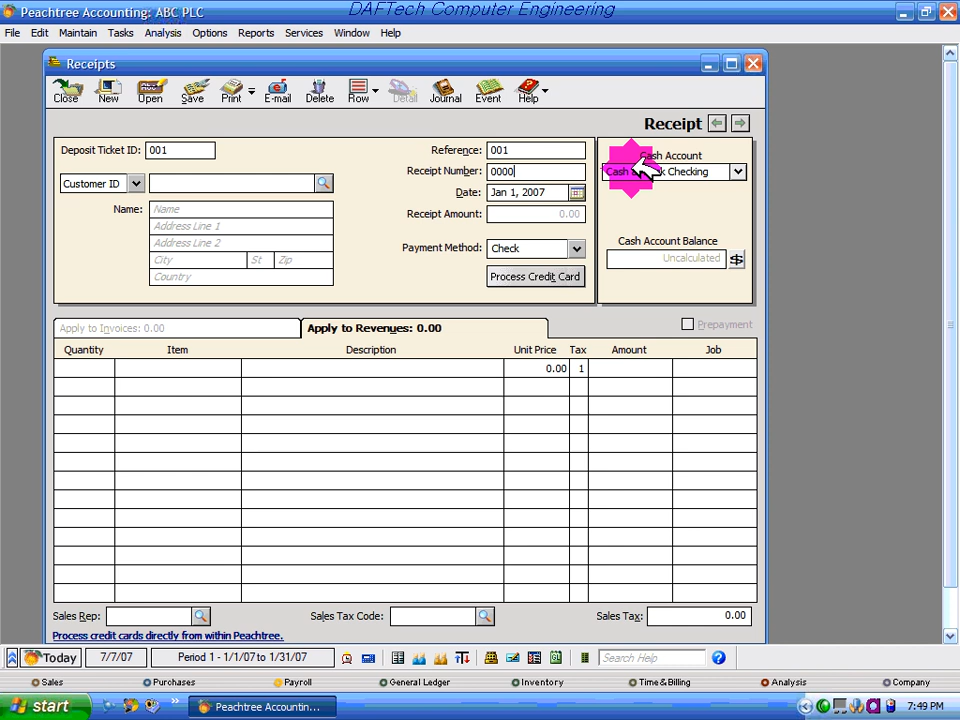 Peachtree Accounting: ABC PLC
DAFTech Computer Engineering
File Edit Maintain Tasks Analysis Options Reports Services Window Help
Receipts
Close New Open Save Print E-mail Delete Row Detail Journal Event Help
Receipt
Deposit Ticket ID: 001
Reference: 001
Cash Account
Receipt Number: 0000
Checking
Customer ID
Date: Jan 1, 2007
Name: Name
Receipt Amount: 0.00
Address Line 1
Address Line 2
Payment Method: Check
Cash Account Balance
City St Zip
Uncalculated
Country
Process Credit Card
Apply to Invoices: 0.00
Apply to Revenues: 0.00
Prepayment
Quantity Item Description Unit Price Tax Amount Job
0.00 1
Sales Rep:
Sales Tax Code:
Sales Tax: 0.00
Process credit cards directly from within Peachtree.
Today 7/7/07 Period 1 - 1/1/07 to 1/31/07 Search Help
Sales Purchases Payroll General Ledger Inventory Time & Billing Analysis Company
start Peachtree Accountin... 7:49 PM